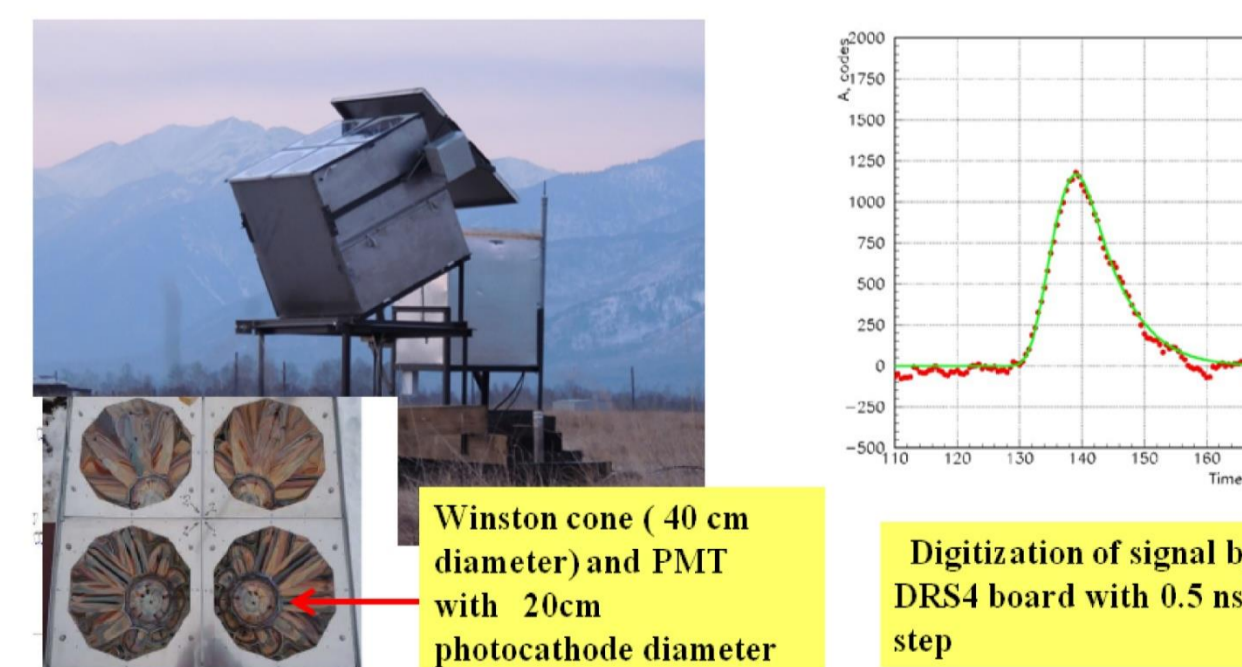 A, codes
2000
1750
1500
1250
1000
750
500
250
0
−250
−500
110 120 130 140 150 160
Time
Winston cone ( 40 cm
diameter) and PMT
with 20cm
photocathode diameter
Digitization of signal b
DRS4 board with 0.5 ns
step